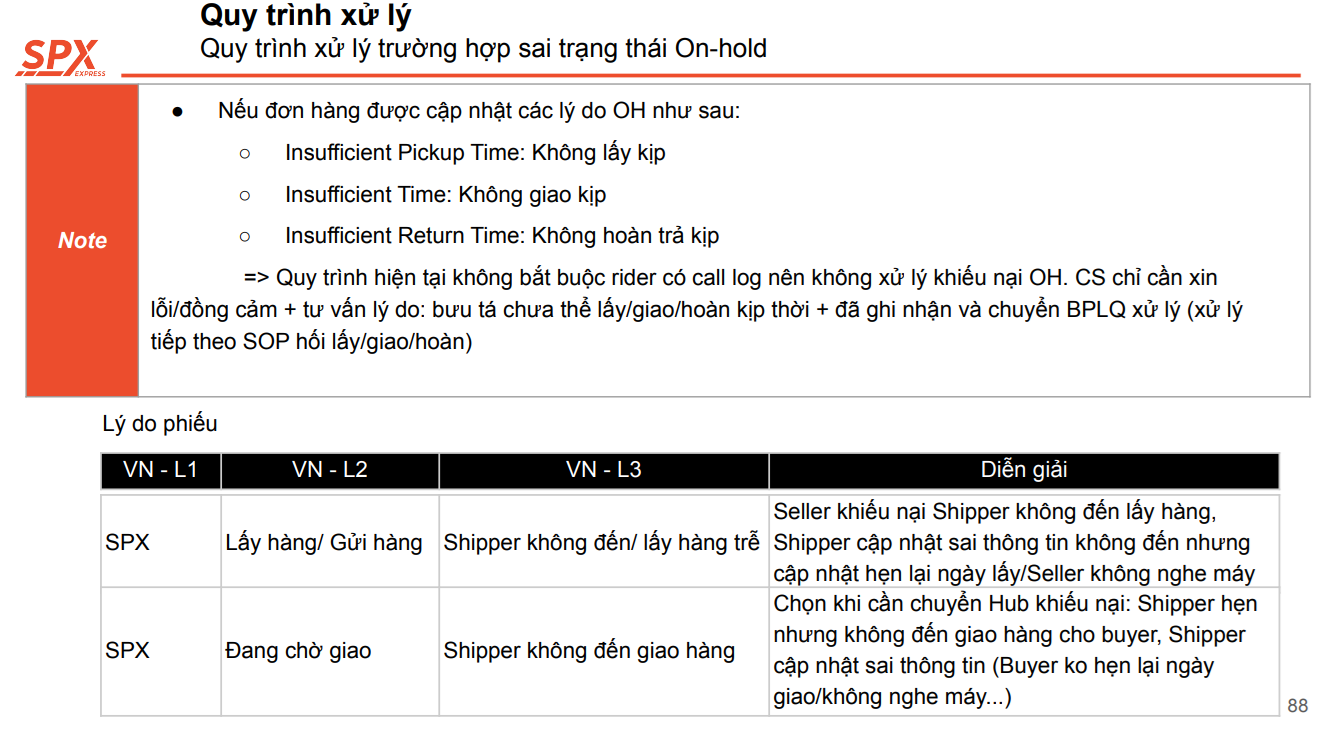 Quy trình xử lý
Quy trình xử lý trường hợp sai trạng thái On-hold
SPX
EXPRESS
Note
● Nếu đơn hàng được cập nhật các lý do OH như sau:
○ Insufficient Pickup Time: Không lấy kịp
○ Insufficient Time: Không giao kịp
○ Insufficient Return Time: Không hoàn trả kịp
=> Quy trình hiện tại không bắt buộc rider có call log nên không xử lý khiếu nại OH. CS chỉ cần xin
lỗi/đồng cảm + tư vấn lý do: bưu tá chưa thể lấy/giao/hoàn kịp thời + đã ghi nhận và chuyển BPLQ xử lý (xử lý
tiếp theo SOP hối lấy/giao/hoàn)
Lý do phiếu
VN - L1 VN - L2 VN - L3 Diễn giải
SPX Lấy hàng/ Gửi hàng Shipper không đến/ lấy hàng trễ
Seller khiếu nại Shipper không đến lấy hàng,
Shipper cập nhật sai thông tin không đến nhưng
cập nhật hẹn lại ngày lấy/Seller không nghe máy
SPX Đang chờ giao Shipper không đến giao hàng
Chọn khi cần chuyển Hub khiếu nại: Shipper hẹn
nhưng không đến giao hàng cho buyer, Shipper
cập nhật sai thông tin (Buyer ko hẹn lại ngày
giao/không nghe máy...)
88